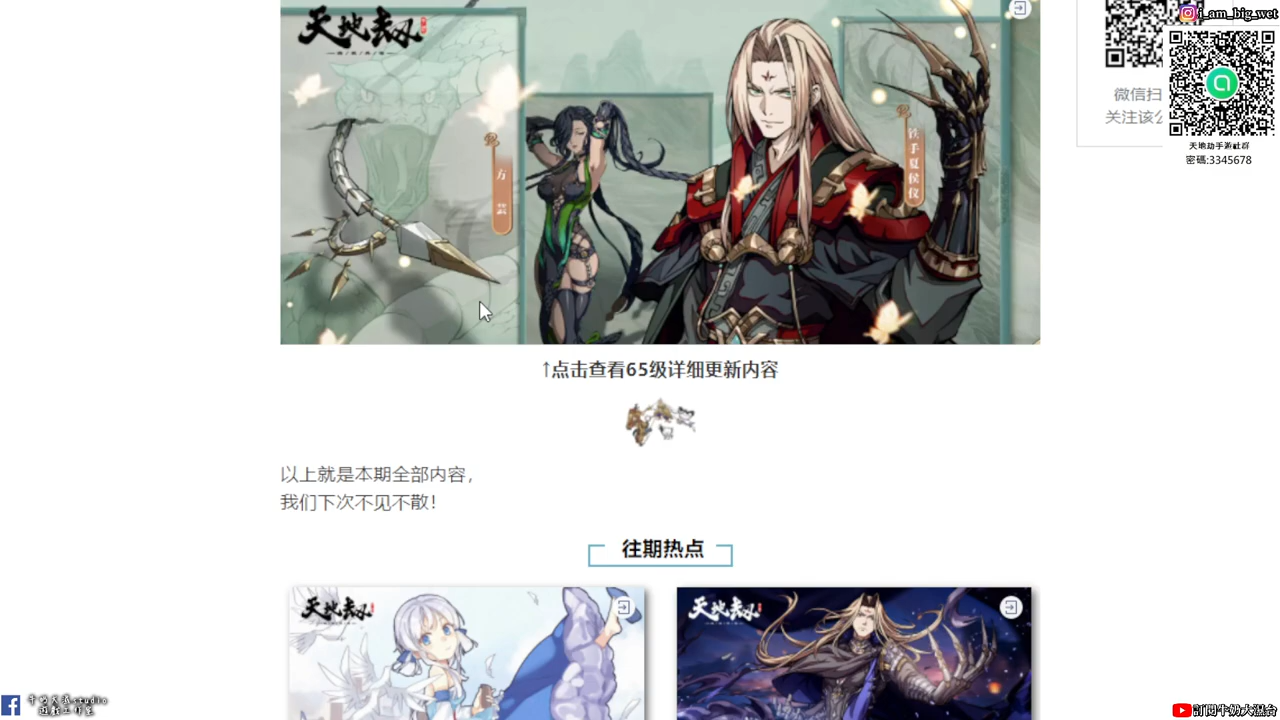 天地劫
i_am_big_wet
方芸
铁手夏侯仪
微信扫
关注该公
天地劫手游社群
密碼:3345678
↑点击查看65级详细更新内容
以上就是本期全部内容，
我们下次不见不散！
往期热点
天地劫
天地劫
訂閱牛奶大混合